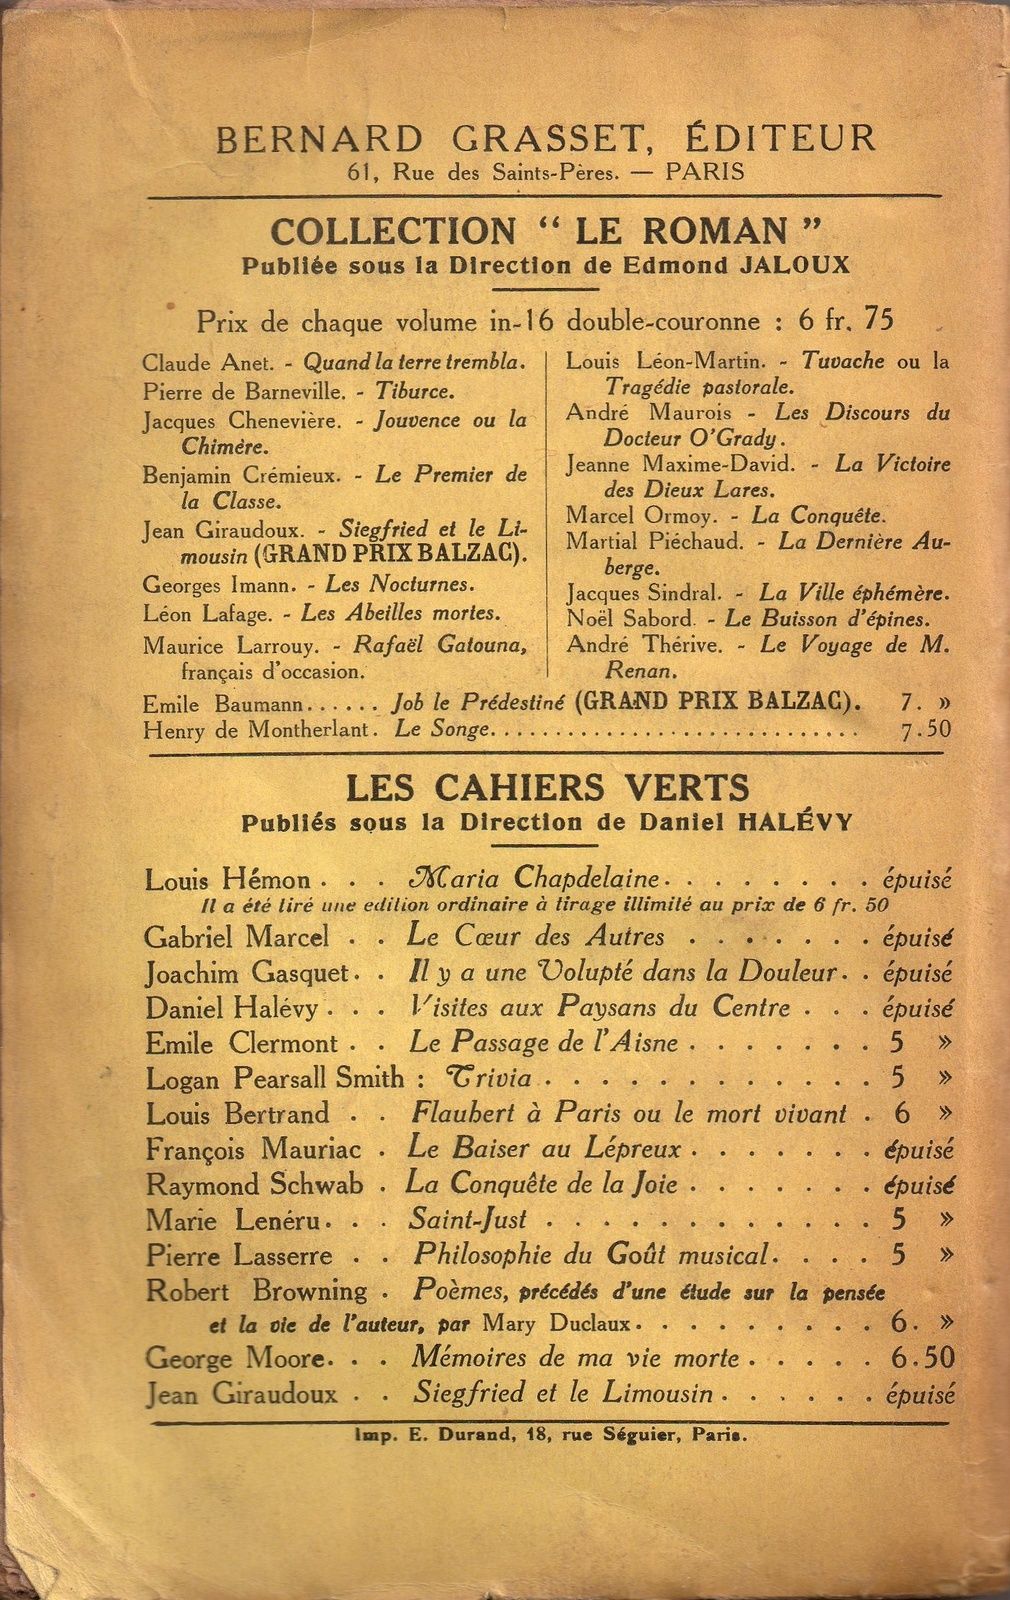 BERNARD GRASSET, ÉDITEUR
61, Rue des Saints-Pères. — PARIS
COLLECTION “ LE ROMAN ”
Publiée sous la Direction de Edmond JALOUX
Prix de chaque volume in-16 double-couronne : 6 fr. 75
Claude Anet. - Quand la terre trembla.
Pierre de Barneville. - Tiburce.
Jacques Chenevière. - Jouvence ou la
Chimère.
Benjamin Crémieux. - Le Premier de
la Classe.
Jean Giraudoux. - Siegfried et le Li-
mousin (GRAND PRIX BALZAC).
Georges Imann. - Les Nocturnes.
Léon Lafage. - Les Abeilles mortes.
Maurice Larrouy. - Rafaël Gatouna,
français d'occasion.
Louis Léon-Martin. - Tuvache ou la
Tragédie pastorale.
André Maurois - Les Discours du
Docteur O'Grady.
Jeanne Maxime-David. - La Victoire
des Dieux Lares.
Marcel Ormoy. - La Conquête.
Martial Piéchaud. - La Dernière Au-
berge.
Jacques Sindral. - La Ville éphémère.
Noël Sabord. - Le Buisson d'épines.
André Thérive. - Le Voyage de M.
Renan.
Emile Baumann...... Job le Prédestiné (GRAND PRIX BALZAC). 7. »
Henry de Montherlant. Le Songe............................ 7.50
LES CAHIERS VERTS
Publiés sous la Direction de Daniel HALÉVY
Louis Hémon . . . Maria Chapdelaine. . . . . . . . épuisé
Il a été tiré une edition ordinaire à tirage illimité au prix de 6 fr. 50
Gabriel Marcel . . Le Cœur des Autres . . . . . . . épuisé
Joachim Gasquet. . Il y a une Volupté dans la Douleur. . épuisé
Daniel Halévy . . . Visites aux Paysans du Centre . . . épuisé
Emile Clermont . . Le Passage de l'Aisne . . . . . . . 5 »
Logan Pearsall Smith : Trivia . . . . . . . . . . . . . 5 »
Louis Bertrand . . Flaubert à Paris ou le mort vivant . 6 »
François Mauriac . Le Baiser au Lépreux . . . . . . . épuisé
Raymond Schwab . La Conquête de la Joie . . . . . . . épuisé
Marie Lenéru. . . Saint-Just . . . . . . . . . . . . 5 »
Pierre Lasserre . . Philosophie du Goût musical. . . . 5 »
Robert Browning . Poèmes, précédés d'une étude sur la pensée
et la vie de l'auteur, par Mary Duclaux. . . . . . . . . . 6. »
George Moore. . . Mémoires de ma vie morte . . . . . 6.50
Jean Giraudoux . . Siegfried et le Limousin . . . . . . épuisé
Imp. E. Durand, 18, rue Séguier, Paris.